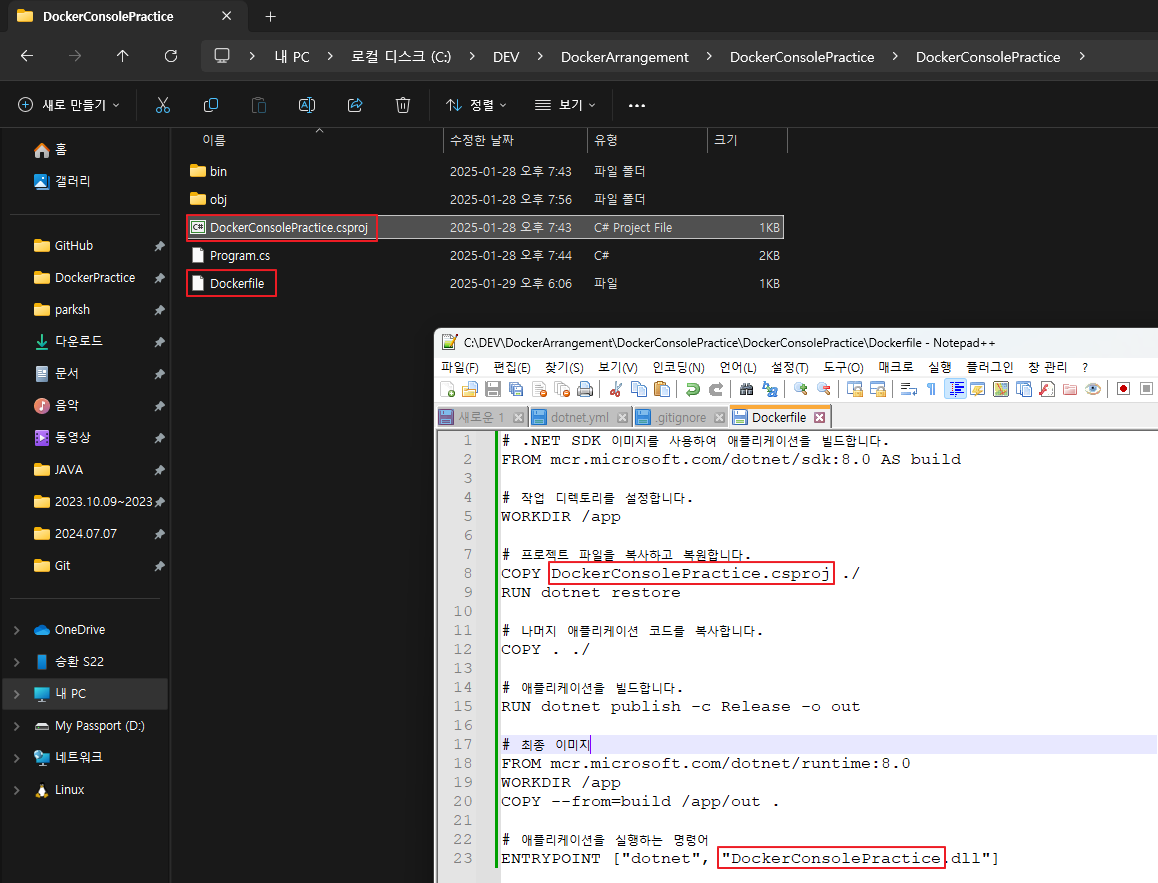 DockerConsolePractice
내 PC > 로컬 디스크 (C:) > DEV > DockerArrangement > DockerConsolePractice > DockerConsolePractice >
새로 만들기 정렬 보기
이름 수정한 날짜 유형 크기
홈
갤러리
GitHub
DockerPractice
parksh
다운로드
문서
음악
동영상
JAVA
2023.10.09~2023
2024.07.07
Git
OneDrive
승환 S22
내 PC
My Passport (D:)
네트워크
Linux
bin 2025-01-28 오후 7:43 파일 폴더
obj 2025-01-28 오후 7:56 파일 폴더
DockerConsolePractice.csproj 2025-01-28 오후 7:43 C# Project File 1KB
Program.cs 2025-01-28 오후 7:44 C# 2KB
Dockerfile 2025-01-29 오후 6:06 파일 1KB
C:\DEV\DockerArrangement\DockerConsolePractice\DockerConsolePractice\Dockerfile - Notepad++
파일(F) 편집(E) 찾기(S) 보기(V) 인코딩(N) 언어(L) 설정(T) 도구(O) 매크로 실행 플러그인 창 관리 ?
새로운 1 dotnet.yml .gitignore Dockerfile
1 # .NET SDK 이미지를 사용하여 애플리케이션을 빌드합니다.
2 FROM mcr.microsoft.com/dotnet/sdk:8.0 AS build
3
4 # 작업 디렉토리를 설정합니다.
5 WORKDIR /app
6
7 # 프로젝트 파일을 복사하고 복원합니다.
8 COPY DockerConsolePractice.csproj ./
9 RUN dotnet restore
10
11 # 나머지 애플리케이션 코드를 복사합니다.
12 COPY . ./
13
14 # 애플리케이션을 빌드합니다.
15 RUN dotnet publish -c Release -o out
16
17 # 최종 이미지
18 FROM mcr.microsoft.com/dotnet/runtime:8.0
19 WORKDIR /app
20 COPY --from=build /app/out .
21
22 # 애플리케이션을 실행하는 명령어
23 ENTRYPOINT ["dotnet", "DockerConsolePractice.dll"]